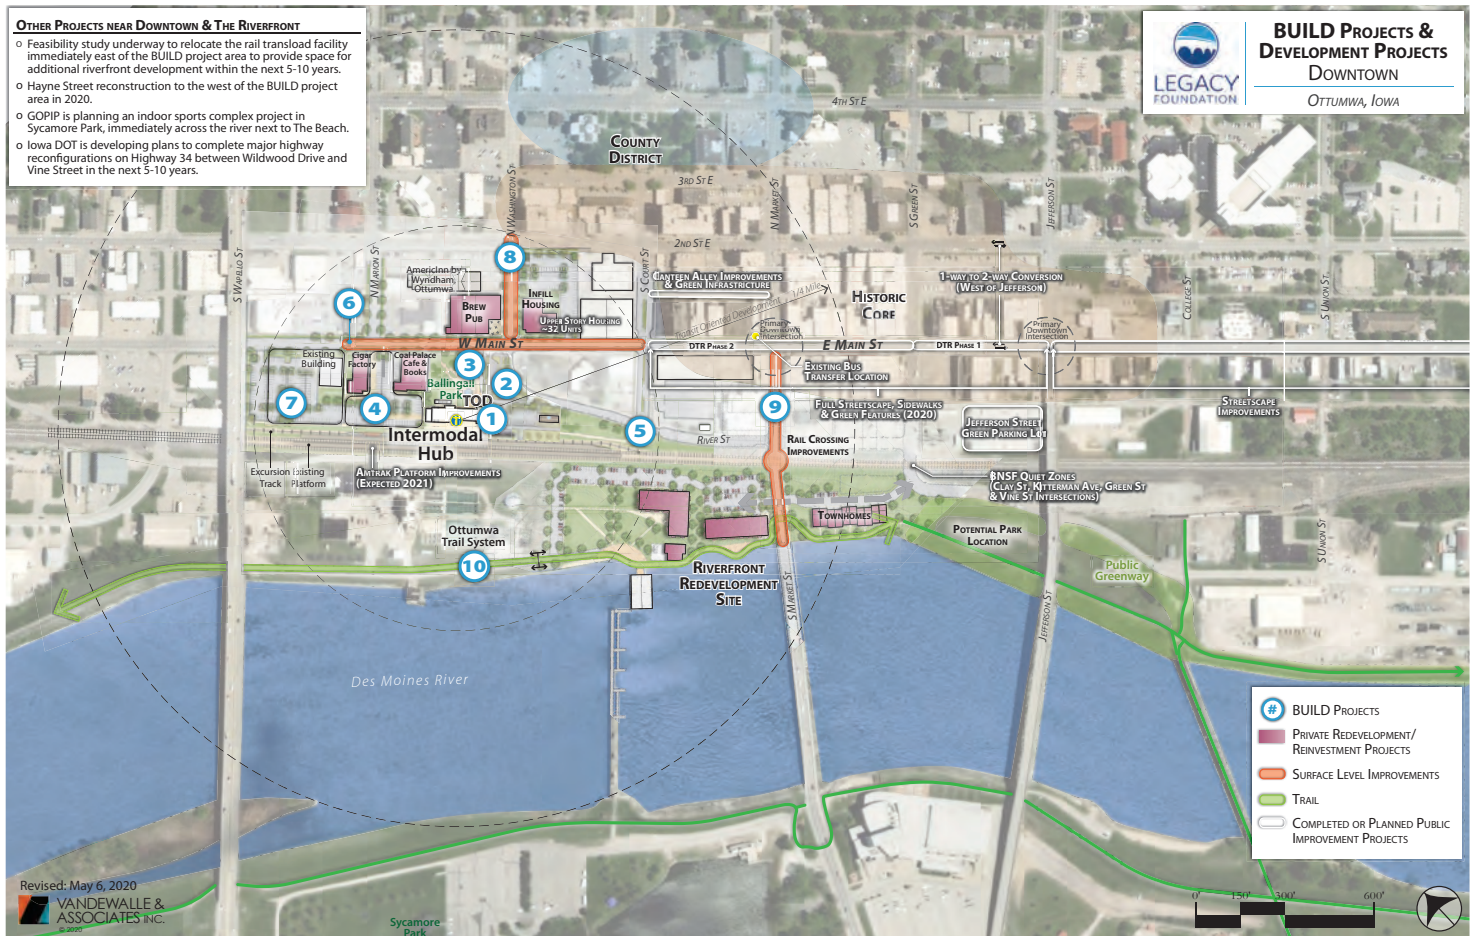 OTHER PROJECTS NEAR DOWNTOWN & THE RIVERFRONT
o Feasibility study underway to relocate the rail transload facility
immediately east of the BUILD project area to provide space for
additional riverfront development within the next 5-10 years.
o Hayne Street reconstruction to the west of the BUILD project
area in 2020.
o GOPIP is planning an indoor sports complex project in
Sycamore Park, immediately across the river next to The Beach.
o Iowa DOT is developing plans to complete major highway
reconfigurations on Highway 34 between Wildwood Drive and
Vine Street in the next 5-10 years.
LEGACY
FOUNDATION
BUILD PROJECTS &
DEVELOPMENT PROJECTS
DOWNTOWN
OTTUMWA, IOWA
4TH ST E
COUNTY
DISTRICT
3RD ST E
2ND ST E
S WAPELLO ST
N MARION ST
N WASHINGTON ST
S COURT ST
N MARKET ST
S GREEN ST
JEFFERSON ST
COLLEGE ST
S UNION ST
8
6
AmericInn by
Wyndham,
Ottumwa
BREW
PUB
INFILL
HOUSING
UPPER STORY HOUSING
~32 UNITS
CANTEEN ALLEY IMPROVEMENTS
& GREEN INFRASTRUCTURE
Transit Oriented Development
1/4 Mile
HISTORIC
CORE
1-WAY TO 2-WAY CONVERSION
(WEST OF JEFFERSON)
Primary
Downtown
Intersection
Primary
Downtown
Intersection
W MAIN ST
DTR PHASE 2
E MAIN ST
DTR PHASE 1
Existing
Building
Cigar
Factory
Coal Palace
Cafe &
Books
3
Ballingall
Park
2
TOD
7
4
1
5
9
EXISTING BUS
TRANSFER LOCATION
FULL STREETSCAPE, SIDEWALKS
& GREEN FEATURES (2020)
STREETSCAPE
IMPROVEMENTS
JEFFERSON STREET
GREEN PARKING LOT
Intermodal
Hub
RIVER ST
RAIL CROSSING
IMPROVEMENTS
Excursion
Track
Existing
Platform
AMTRAK PLATFORM IMPROVEMENTS
(EXPECTED 2021)
BNSF QUIET ZONES
(CLAY ST, KITTERMAN AVE, GREEN ST
& VINE ST INTERSECTIONS)
TOWNHOMES
Ottumwa
Trail System
10
POTENTIAL PARK
LOCATION
Public
Greenway
RIVERFRONT
REDEVELOPMENT
SITE
S MARKET ST
JEFFERSON ST
S UNION ST
Des Moines River
# BUILD PROJECTS
PRIVATE REDEVELOPMENT/
REINVESTMENT PROJECTS
SURFACE LEVEL IMPROVEMENTS
TRAIL
COMPLETED OR PLANNED PUBLIC
IMPROVEMENT PROJECTS
Revised: May 6, 2020
VANDEWALLE &
ASSOCIATES INC.
© 2020
Sycamore
Park
0' 150' 300' 600'